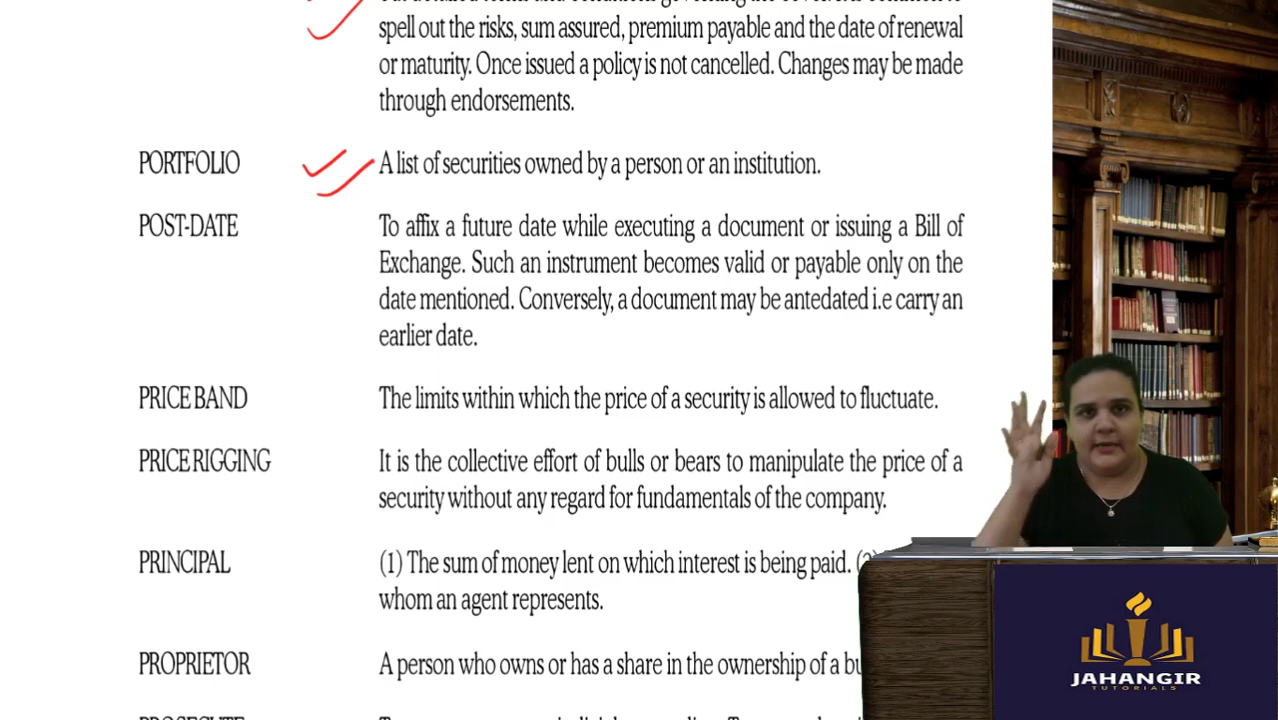 spell out the risks, sum assured, premium payable and the date of renewal
or maturity. Once issued a policy is not cancelled. Changes may be made
through endorsements.
PORTFOLIO A list of securities owned by a person or an institution.
POST-DATE To affix a future date while executing a document or issuing a Bill of
Exchange. Such an instrument becomes valid or payable only on the
date mentioned. Conversely, a document may be antedated i.e carry an
earlier date.
PRICE BAND The limits within which the price of a security is allowed to fluctuate.
PRICE RIGGING It is the collective effort of bulls or bears to manipulate the price of a
security without any regard for fundamentals of the company.
PRINCIPAL (1) The sum of money lent on which interest is being paid.
whom an agent represents.
PROPRIETOR A person who owns or has a share in the ownership of a
JAHANGIR
TUTORIALS